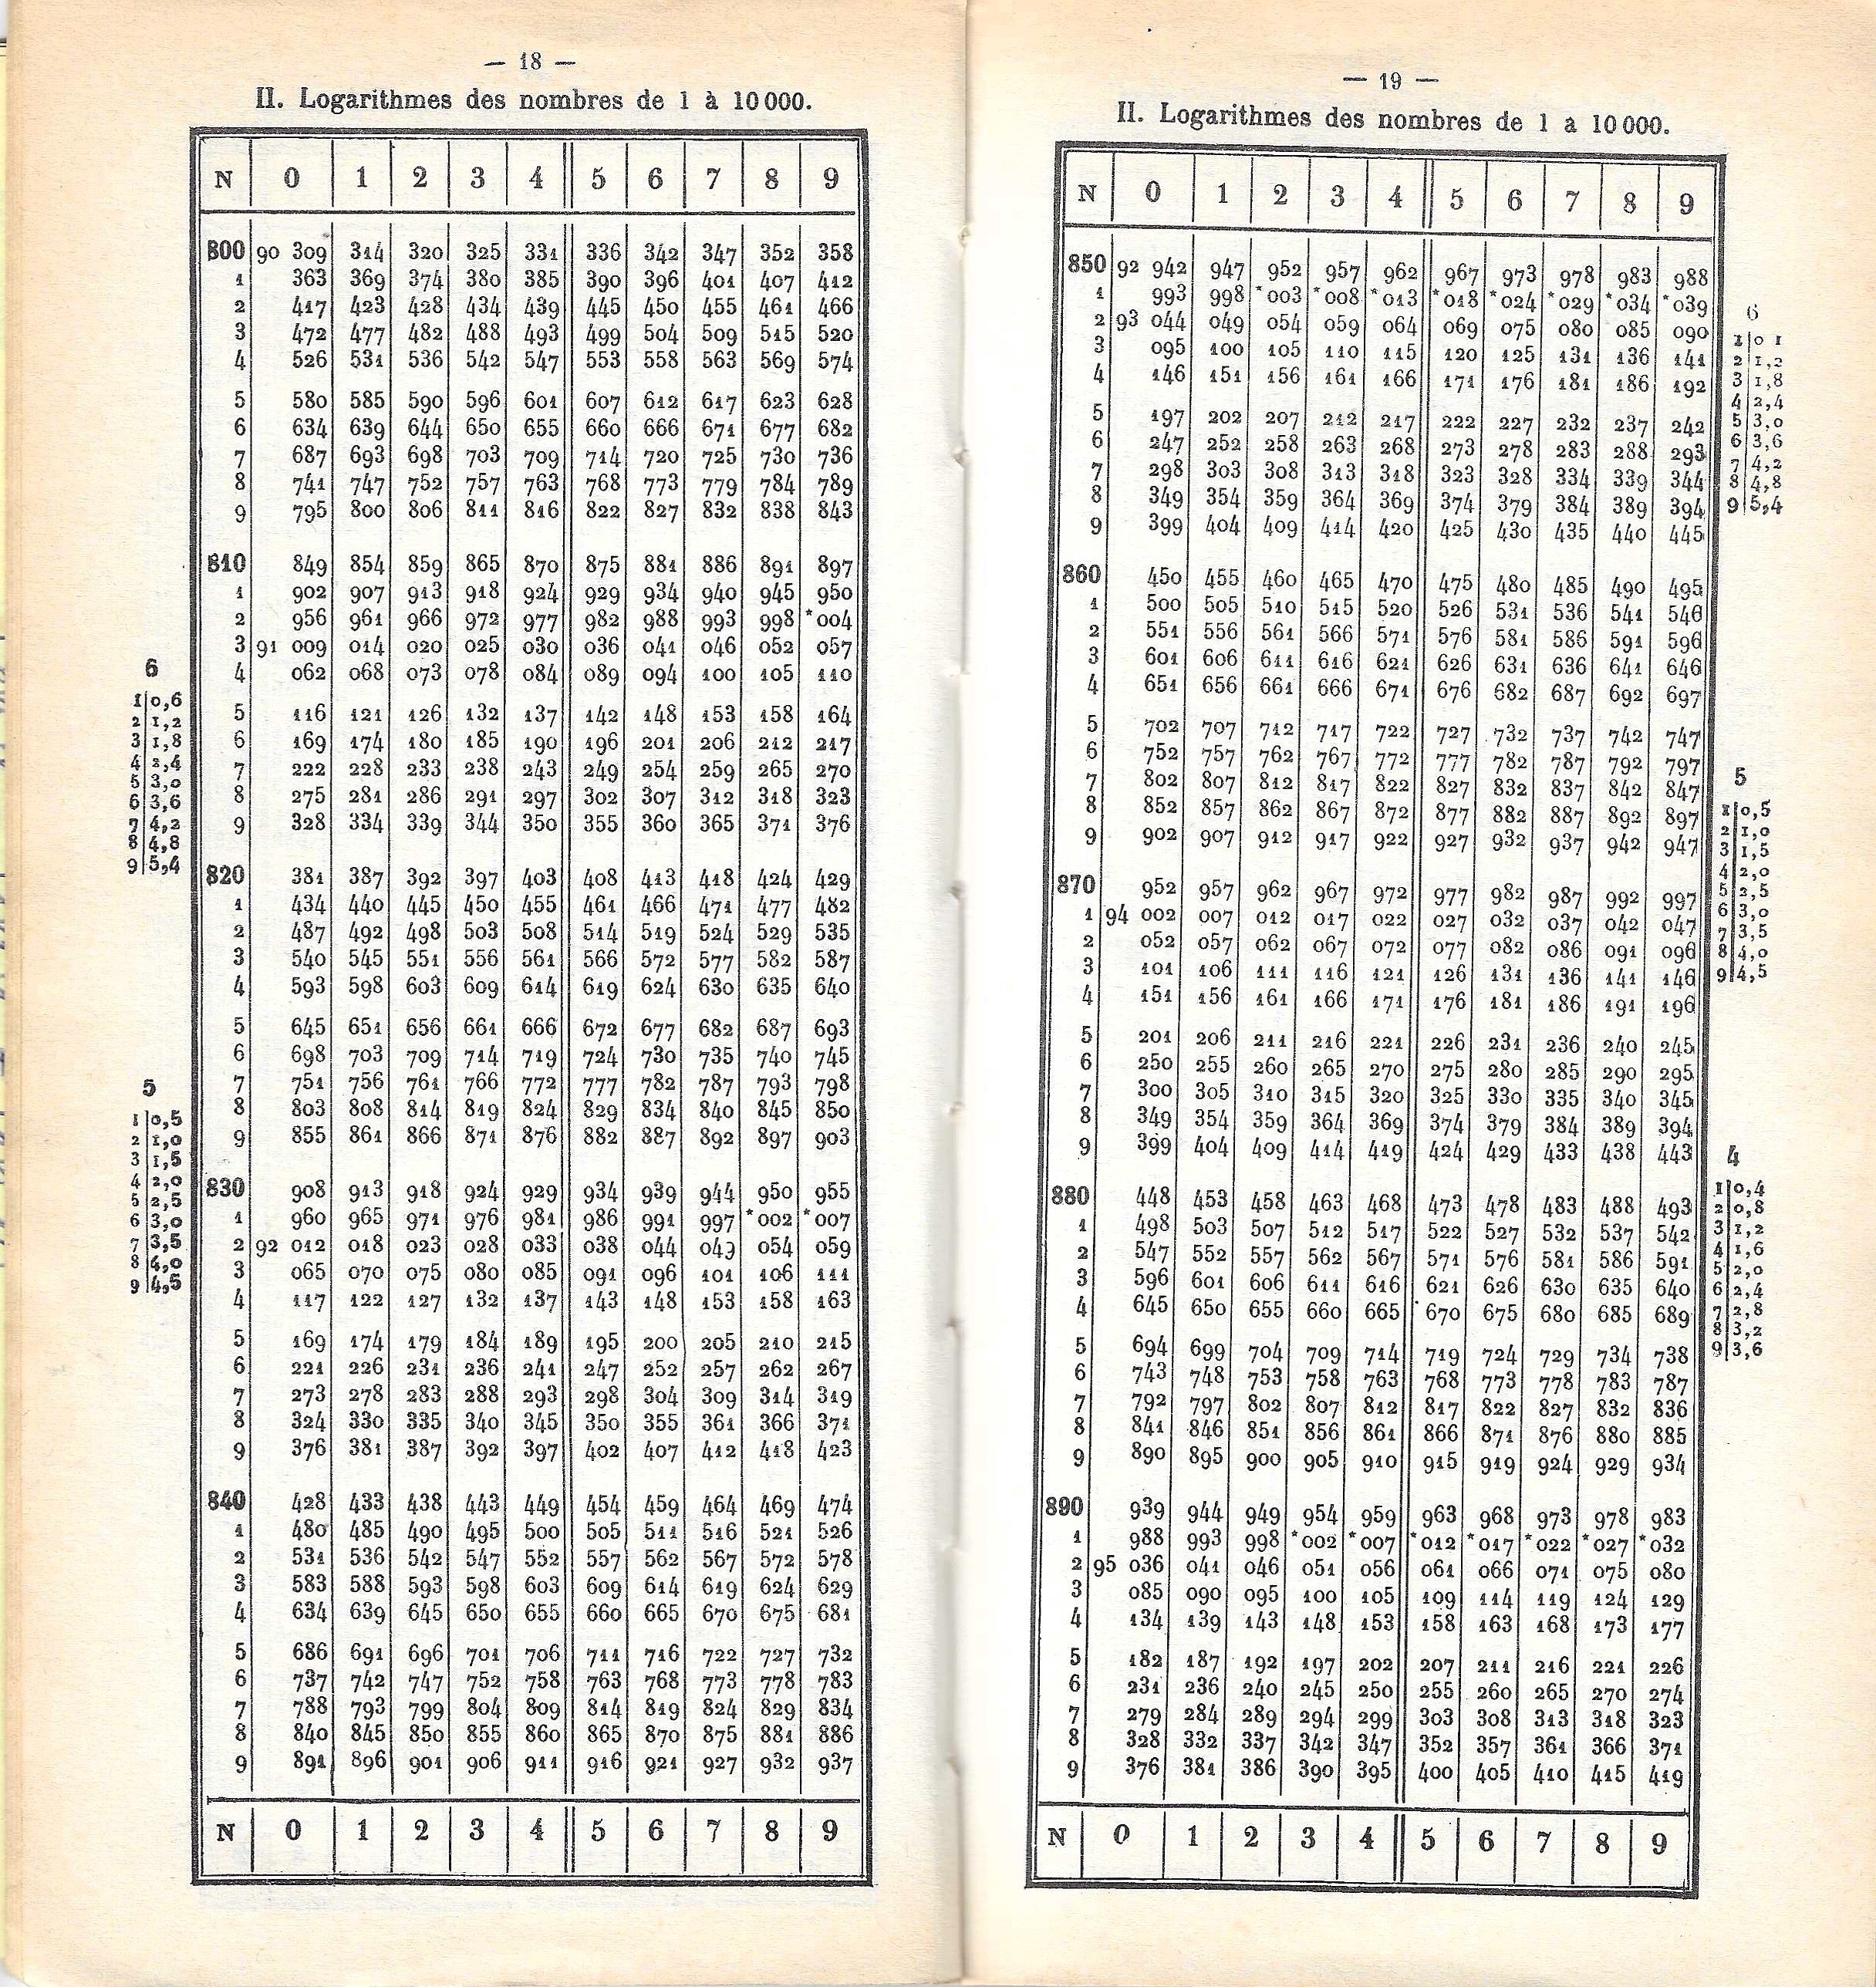 — 18 —
II. Logarithmes des nombres de 1 à 10 000.
N 0 1 2 3 4 5 6 7 8 9
800 90 309 314 320 325 331 336 342 347 352 358
1 363 369 374 380 385 390 396 401 407 412
2 417 423 428 434 439 445 450 455 461 466
3 472 477 482 488 493 499 504 509 515 520
4 526 531 536 542 547 553 558 563 569 574
5 580 585 590 596 601 607 612 617 623 628
6 634 639 644 650 655 660 666 671 677 682
7 687 693 698 703 709 714 720 725 730 736
8 741 747 752 757 763 768 773 779 784 789
9 795 800 806 811 816 822 827 832 838 843
810 849 854 859 865 870 875 881 886 891 897
1 902 907 913 918 924 929 934 940 945 950
2 956 961 966 972 977 982 988 993 998 *004
3 91 009 014 020 025 030 036 041 046 052 057
4 062 068 073 078 084 089 094 100 105 110
5 116 121 126 132 137 142 148 153 158 164
6 169 174 180 185 190 196 201 206 212 217
7 222 228 233 238 243 249 254 259 265 270
8 275 281 286 291 297 302 307 312 318 323
9 328 334 339 344 350 355 360 365 371 376
820 381 387 392 397 403 408 413 418 424 429
1 434 440 445 450 455 461 466 471 477 482
2 487 492 498 503 508 514 519 524 529 535
3 540 545 551 556 561 566 572 577 582 587
4 593 598 603 609 614 619 624 630 635 640
5 645 651 656 661 666 672 677 682 687 693
6 698 703 709 714 719 724 730 735 740 745
7 751 756 761 766 772 777 782 787 793 798
8 803 808 814 819 824 829 834 840 845 850
9 855 861 866 871 876 882 887 892 897 903
830 908 913 918 924 929 934 939 944 950 955
1 960 965 971 976 981 986 991 997 *002 *007
2 92 012 018 023 028 033 038 044 049 054 059
3 065 070 075 080 085 091 096 101 106 111
4 117 122 127 132 137 143 148 153 158 163
5 169 174 179 184 189 195 200 205 210 215
6 221 226 231 236 241 247 252 257 262 267
7 273 278 283 288 293 298 304 309 314 319
8 324 330 335 340 345 350 355 361 366 371
9 376 381 387 392 397 402 407 412 418 423
840 428 433 438 443 449 454 459 464 469 474
1 480 485 490 495 500 505 511 516 521 526
2 531 536 542 547 552 557 562 567 572 578
3 583 588 593 598 603 609 614 619 624 629
4 634 639 645 650 655 660 665 670 675 681
5 686 691 696 701 706 711 716 722 727 732
6 737 742 747 752 758 763 768 773 778 783
7 788 793 799 804 809 814 819 824 829 834
8 840 845 850 855 860 865 870 875 881 886
9 891 896 901 906 911 916 921 927 932 937
N 0 1 2 3 4 5 6 7 8 9
6
1 0,6
2 1,2
3 1,8
4 2,4
5 3,0
6 3,6
7 4,2
8 4,8
9 5,4
5
1 0,5
2 1,0
3 1,5
4 2,0
5 2,5
6 3,0
7 3,5
8 4,0
9 4,5
— 19 —
II. Logarithmes des nombres de 1 à 10 000.
N 0 1 2 3 4 5 6 7 8 9
850 92 942 947 952 957 962 967 973 978 983 988
1 993 998 *003 *008 *013 *018 *024 *029 *034 *039
2 93 044 049 054 059 064 069 075 080 085 090
3 095 100 105 110 115 120 125 131 136 141
4 146 151 156 161 166 171 176 181 186 192
5 197 202 207 212 217 222 227 232 237 242
6 247 252 258 263 268 273 278 283 288 293
7 298 303 308 313 318 323 328 334 339 344
8 349 354 359 364 369 374 379 384 389 394
9 399 404 409 414 420 425 430 435 440 445
860 450 455 460 465 470 475 480 485 490 495
1 500 505 510 515 520 526 531 536 541 546
2 551 556 561 566 571 576 581 586 591 596
3 601 606 611 616 621 626 631 636 641 646
4 651 656 661 666 671 676 682 687 692 697
5 702 707 712 717 722 727 732 737 742 747
6 752 757 762 767 772 777 782 787 792 797
7 802 807 812 817 822 827 832 837 842 847
8 852 857 862 867 872 877 882 887 892 897
9 902 907 912 917 922 927 932 937 942 947
870 952 957 962 967 972 977 982 987 992 997
1 94 002 007 012 017 022 027 032 037 042 047
2 052 057 062 067 072 077 082 086 091 096
3 101 106 111 116 121 126 131 136 141 146
4 151 156 161 166 171 176 181 186 191 196
5 201 206 211 216 221 226 231 236 240 245
6 250 255 260 265 270 275 280 285 290 295
7 300 305 310 315 320 325 330 335 340 345
8 349 354 359 364 369 374 379 384 389 394
9 399 404 409 414 419 424 429 433 438 443
880 448 453 458 463 468 473 478 483 488 493
1 498 503 507 512 517 522 527 532 537 542
2 547 552 557 562 567 571 576 581 586 591
3 596 601 606 611 616 621 626 630 635 640
4 645 650 655 660 665 670 675 680 685 689
5 694 699 704 709 714 719 724 729 734 738
6 743 748 753 758 763 768 773 778 783 787
7 792 797 802 807 812 817 822 827 832 836
8 841 846 851 856 861 866 871 876 880 885
9 890 895 900 905 910 915 919 924 929 934
890 939 944 949 954 959 963 968 973 978 983
1 988 993 998 *002 *007 *012 *017 *022 *027 *032
2 95 036 041 046 051 056 061 066 071 075 080
3 085 090 095 100 105 109 114 119 124 129
4 134 139 143 148 153 158 163 168 173 177
5 182 187 192 197 202 207 211 216 221 226
6 231 236 240 245 250 255 260 265 270 274
7 279 284 289 294 299 303 308 313 318 323
8 328 332 337 342 347 352 357 361 366 371
9 376 381 386 390 395 400 405 410 415 419
N 0 1 2 3 4 5 6 7 8 9
6
1 0 1
2 1,2
3 1,8
4 2,4
5 3,0
6 3,6
7 4,2
8 4,8
9 5,4
5
1 0,5
2 1,0
3 1,5
4 2,0
5 2,5
6 3,0
7 3,5
8 4,0
9 4,5
4
1 0,4
2 0,8
3 1,2
4 1,6
5 2,0
6 2,4
7 2,8
8 3,2
9 3,6